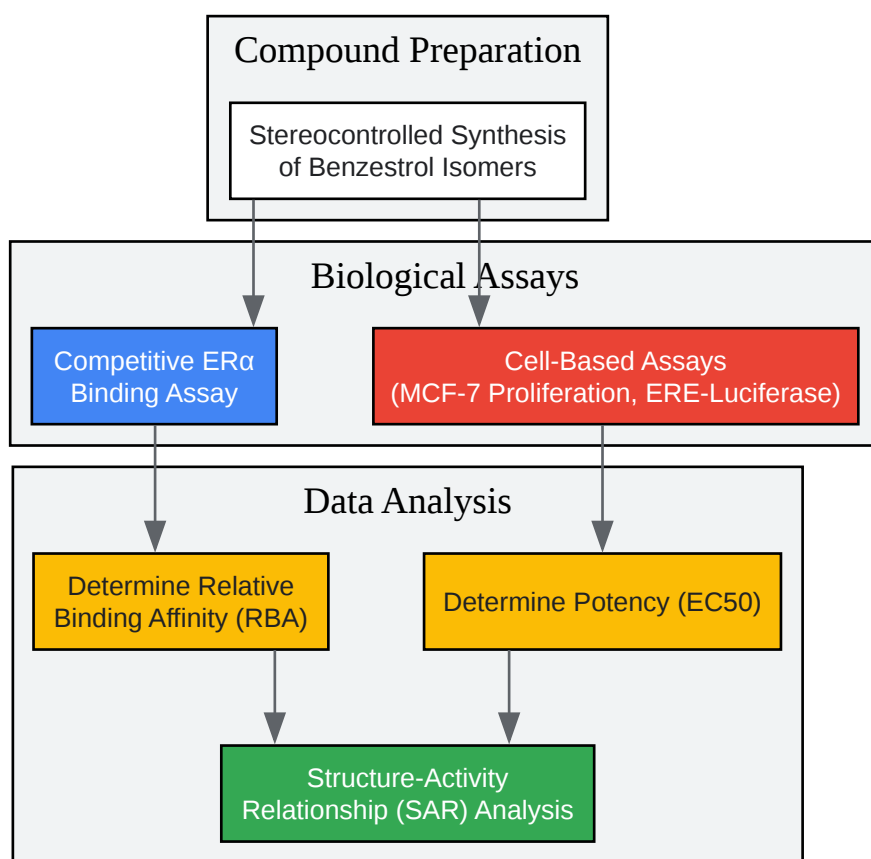 Compound Preparation
Stereocontrolled Synthesis
of Benzestrol Isomers
Biological Assays
Competitive ERα
Binding Assay
Cell-Based Assays
(MCF-7 Proliferation, ERE-Luciferase)
Data Analysis
Determine Relative
Binding Affinity (RBA)
Determine Potency (EC50)
Structure-Activity
Relationship (SAR) Analysis